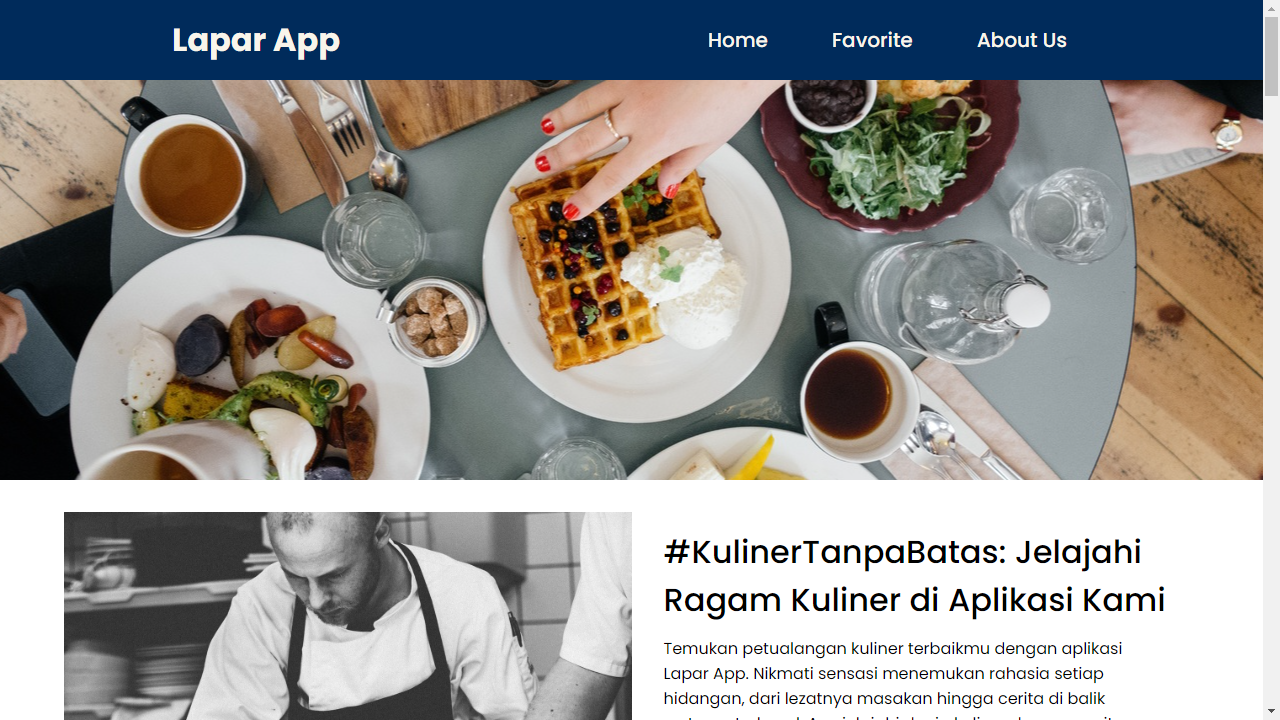 Lapar App
Home Favorite About Us
#KulinerTanpaBatas: Jelajahi
Ragam Kuliner di Aplikasi Kami
Temukan petualangan kuliner terbaikmu dengan aplikasi
Lapar App. Nikmati sensasi menemukan rahasia setiap
hidangan, dari lezatnya masakan hingga cerita di balik